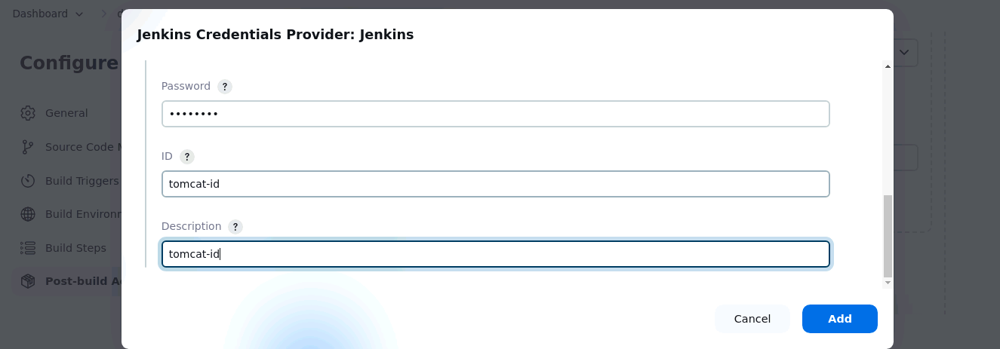 Dashboard
Jenkins Credentials Provider: Jenkins
Configure
General
Source Code
Build Triggers
Build
Build Steps
Post-build
Password ?
••••••••
ID ?
tomcat-id
Description ?
tomcat-id
Cancel
Add